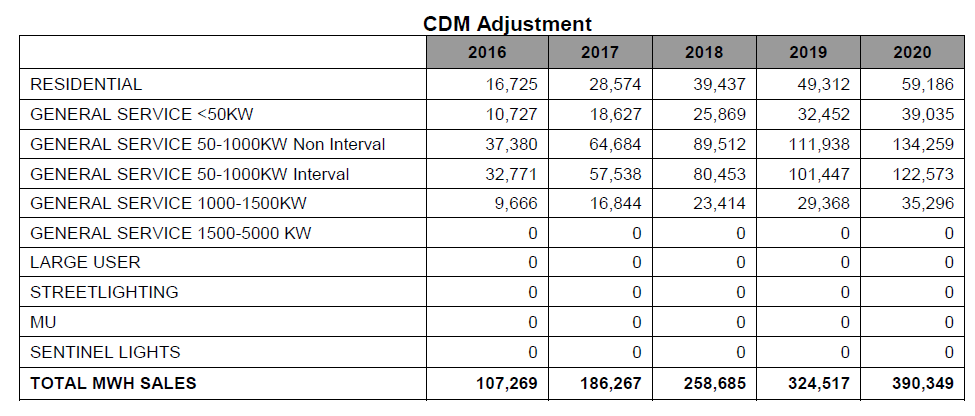 CDM Adjustment
2016 2017 2018 2019 2020
RESIDENTIAL 16,725 28,574 39,437 49,312 59,186
GENERAL SERVICE <50KW 10,727 18,627 25,869 32,452 39,035
GENERAL SERVICE 50-1000KW Non Interval 37,380 64,684 89,512 111,938 134,259
GENERAL SERVICE 50-1000KW Interval 32,771 57,538 80,453 101,447 122,573
GENERAL SERVICE 1000-1500KW 9,666 16,844 23,414 29,368 35,296
GENERAL SERVICE 1500-5000 KW 0 0 0 0 0
LARGE USER 0 0 0 0 0
STREETLIGHTING 0 0 0 0 0
MU 0 0 0 0 0
SENTINEL LIGHTS 0 0 0 0 0
TOTAL MWH SALES 107,269 186,267 258,685 324,517 390,349